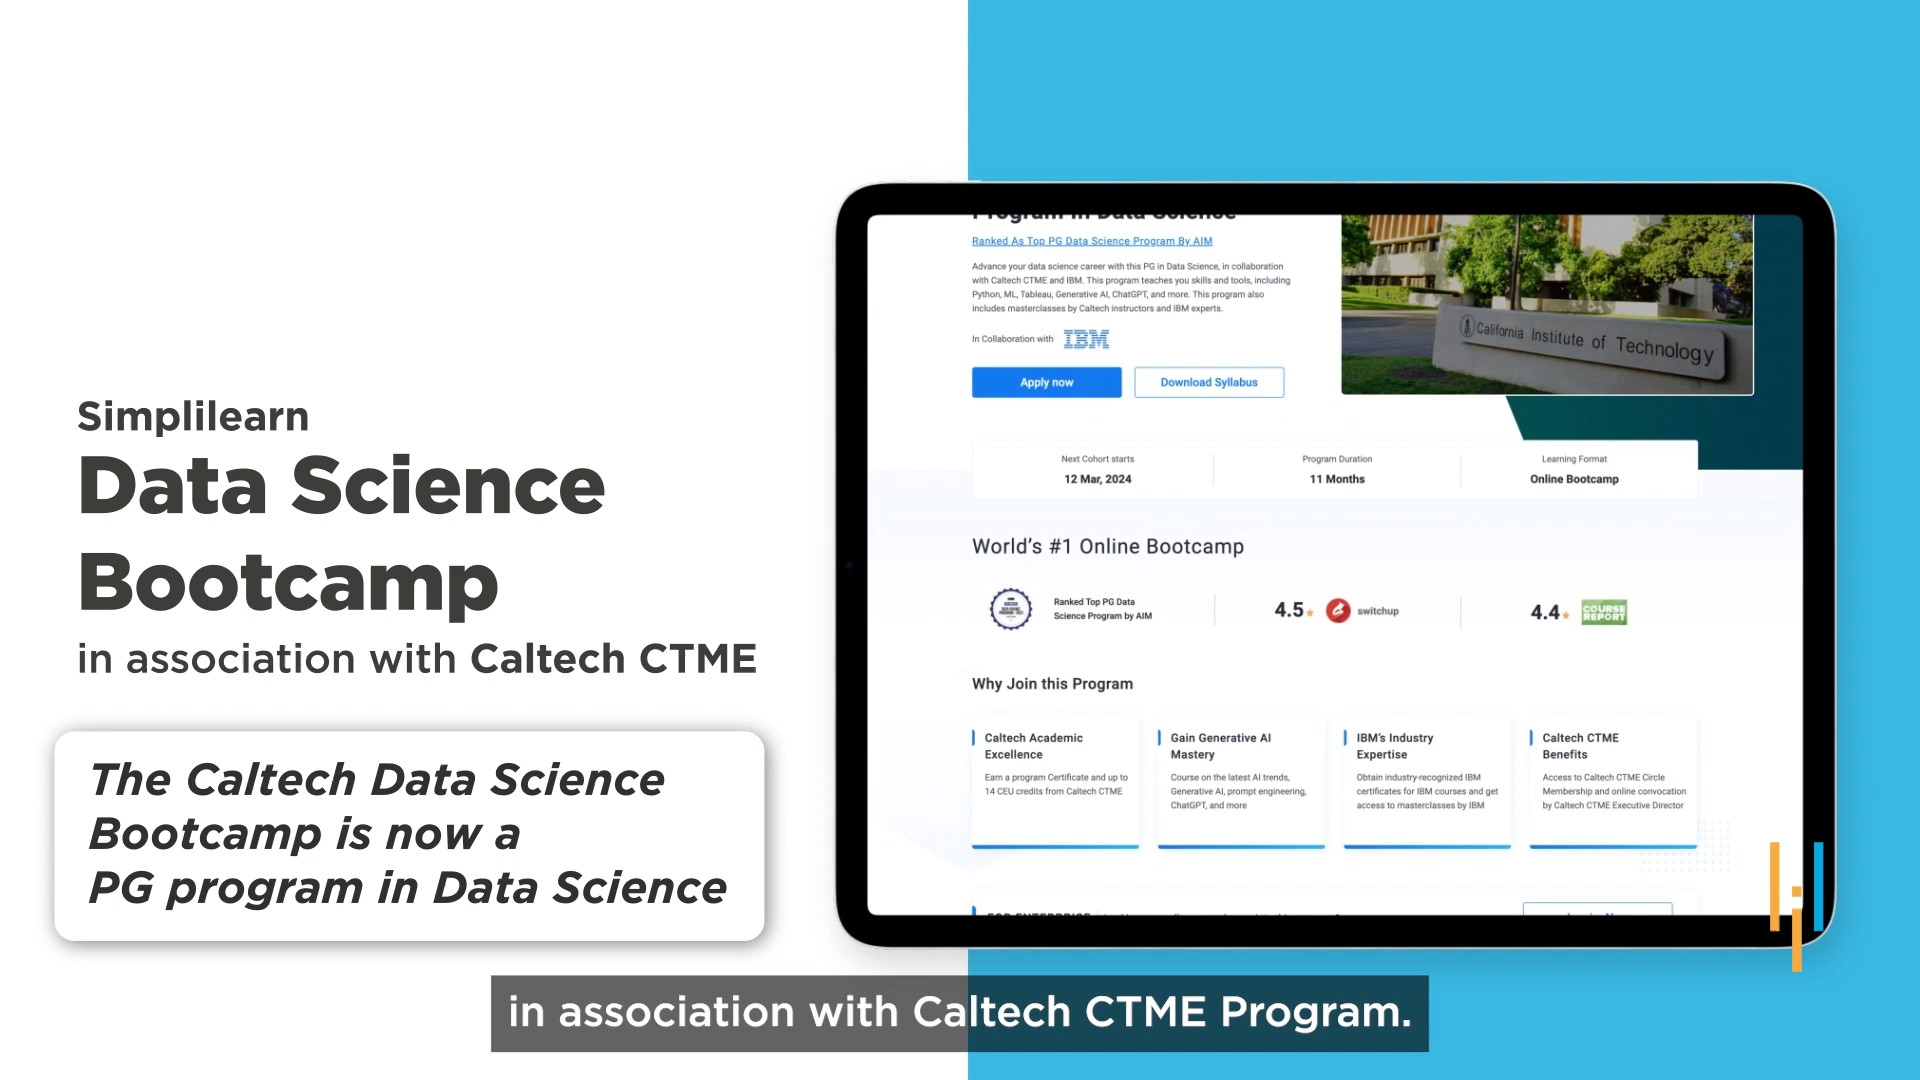 Simplilearn
Data Science
Bootcamp
in association with Caltech CTME
The Caltech Data Science
Bootcamp is now a
PG program in Data Science
Program in Data Science
Ranked As Top PG Data Science Program By AIM
Advance your data science career with this PG in Data Science, in collaboration
with Caltech CTME and IBM. This program teaches you skills and tools, including
Python, ML, Tableau, Generative AI, ChatGPT, and more. This program also
includes masterclasses by Caltech instructors and IBM experts.
In Collaboration with IBM
Apply now
Download Syllabus
California Institute of Technology
Next Cohort starts
12 Mar, 2024
Program Duration
11 Months
Learning Format
Online Bootcamp
World's #1 Online Bootcamp
Ranked Top PG Data
Science Program by AIM
4.5 switchup
4.4 COURSE
REPORT
Why Join this Program
Caltech Academic
Excellence
Earn a program Certificate and up to
14 CEU credits from Caltech CTME
Gain Generative AI
Mastery
Course on the latest AI trends,
Generative AI, prompt engineering,
ChatGPT, and more
IBM's Industry
Expertise
Obtain industry-recognized IBM
certificates for IBM courses and get
access to masterclasses by IBM
Caltech CTME
Benefits
Access to Caltech CTME Circle
Membership and online convocation
by Caltech CTME Executive Director
FOR ENTERPRISE
in association with Caltech CTME Program.